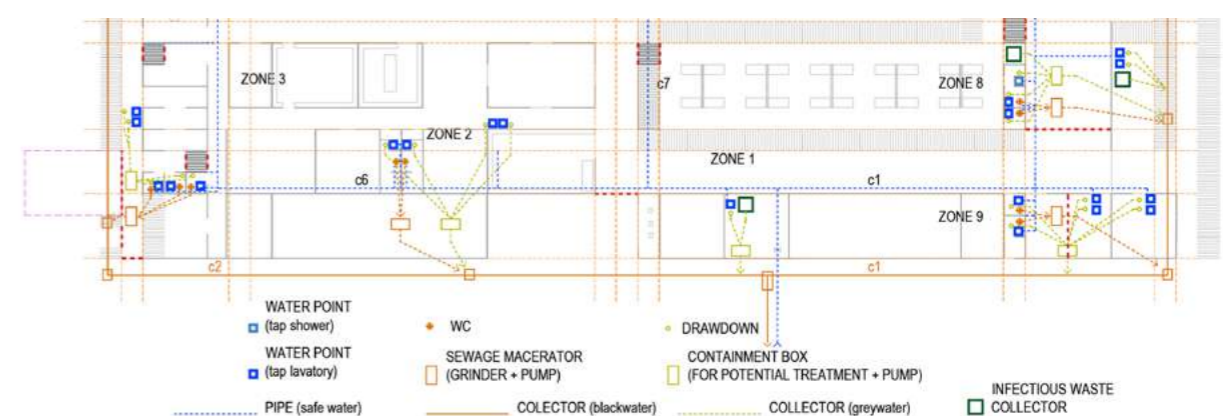 ZONE 3
c7
ZONE 8
ZONE 2
ZONE 1
c6
c1
ZONE 9
c2
c1
WATER POINT
(tap shower)
WC
DRAWDOWN
WATER POINT
(tap lavatory)
SEWAGE MACERATOR
(GRINDER + PUMP)
CONTAINMENT BOX
(FOR POTENTIAL TREATMENT + PUMP)
INFECTIOUS WASTE
COLLECTOR
PIPE (safe water)
COLECTOR (blackwater)
COLLECTOR (greywater)